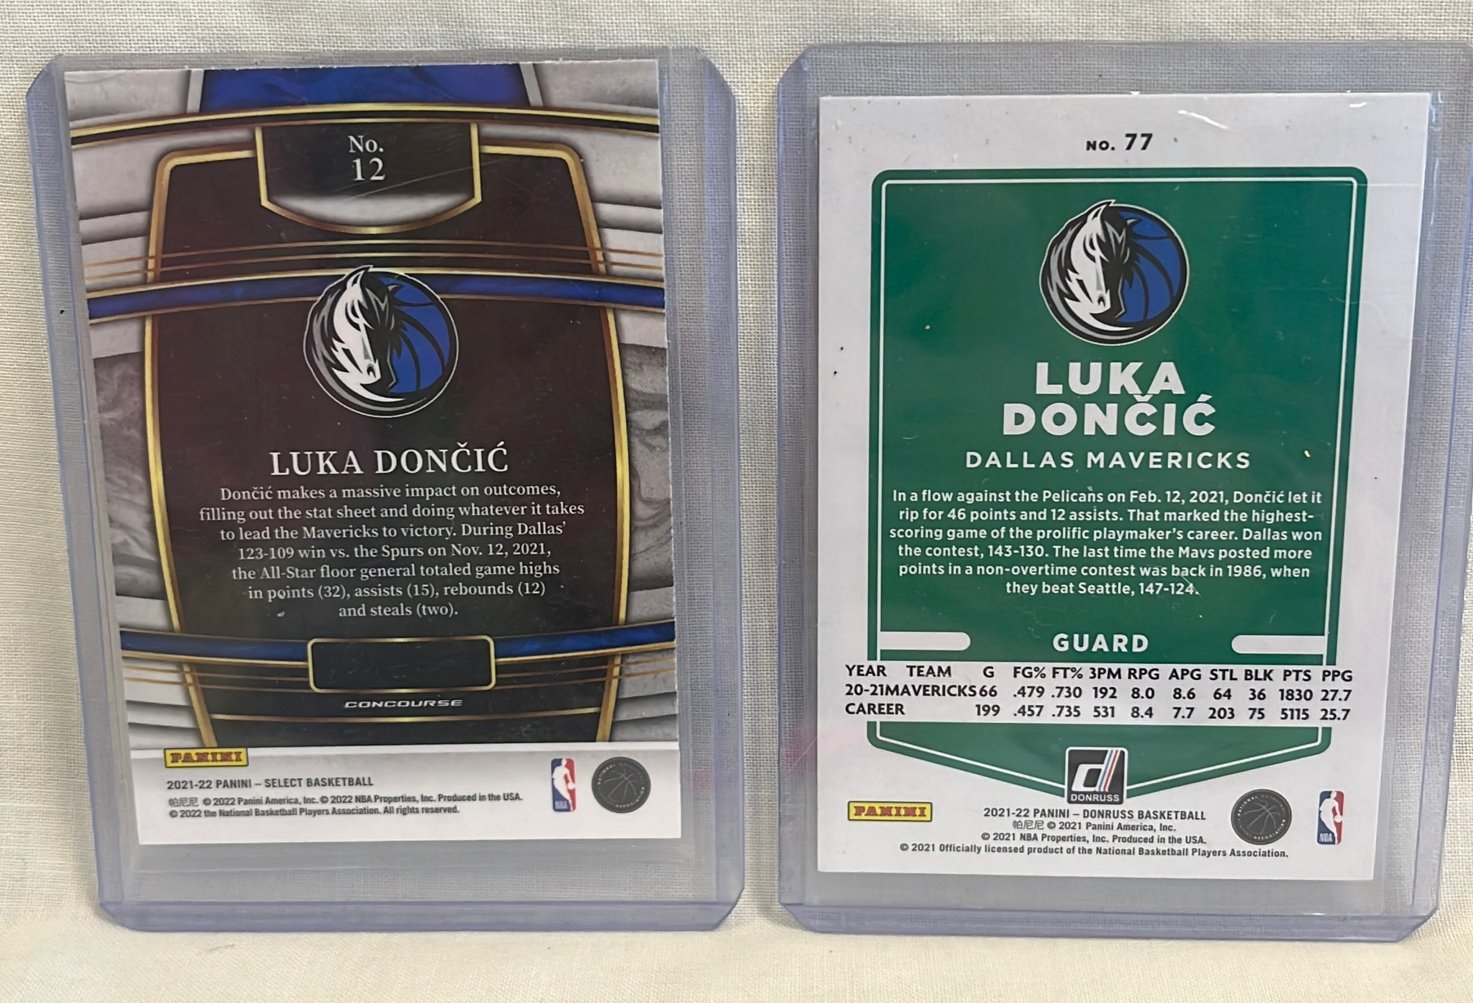 No.
12
LUKA DONČIĆ
Dončić makes a massive impact on outcomes,
filling out the stat sheet and doing whatever it takes
to lead the Mavericks to victory. During Dallas'
123-109 win vs. the Spurs on Nov. 12, 2021,
the All-Star floor general totaled game highs
in points (32), assists (15), rebounds (12)
and steals (two).
CONCOURSE
PANINI
2021-22 PANINI – SELECT BASKETBALL
帕尼尼 © 2022 Panini America, Inc. © 2022 NBA Properties, Inc. Produced in the USA.
© 2022 the National Basketball Players Association. All rights reserved.
NBA
NO. 77
LUKA
DONČIĆ
DALLAS MAVERICKS
In a flow against the Pelicans on Feb. 12, 2021, Dončić let it
rip for 46 points and 12 assists. That marked the highest-
scoring game of the prolific playmaker's career. Dallas won
the contest, 143-130. The last time the Mavs posted more
points in a non-overtime contest was back in 1986, when
they beat Seattle, 147-124.
GUARD
YEAR TEAM G FG% FT% 3PM RPG APG STL BLK PTS PPG
20-21 MAVERICKS 66 .479 .730 192 8.0 8.6 64 36 1830 27.7
CAREER 199 .457 .735 531 8.4 7.7 203 75 5115 25.7
d
DONRUSS
PANINI
2021-22 PANINI – DONRUSS BASKETBALL
帕尼尼 © 2021 Panini America, Inc.
© 2021 NBA Properties, Inc. Produced in the USA.
© 2021 Officially licensed product of the National Basketball Players Association.
NBA